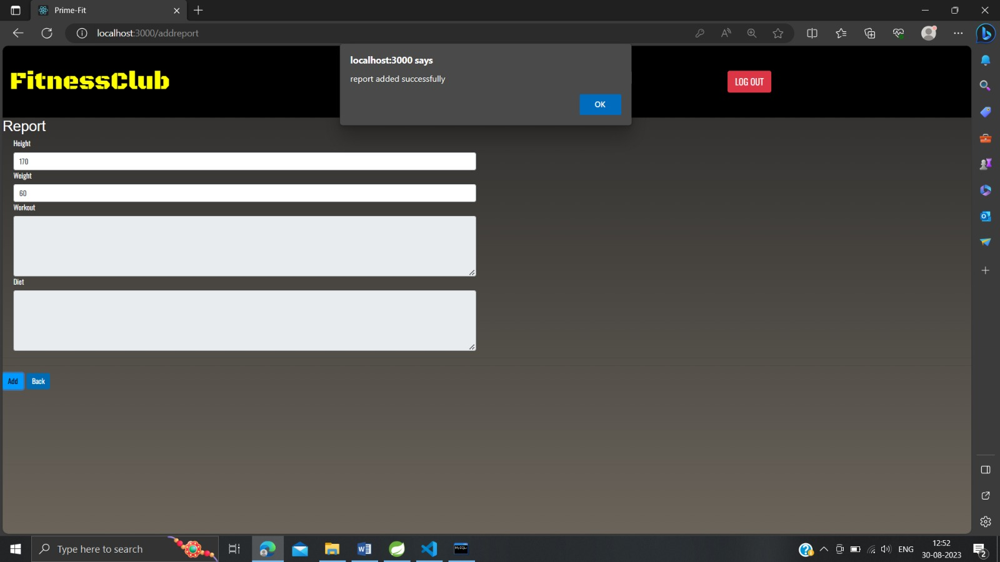 Prime-Fit
localhost:3000/addreport
localhost:3000 says
report added successfully
OK
FitnessClub
LOG OUT
Report
Height
170
Weight
60
Workout
Diet
Add
Back
Type here to search
ENG
12:52
30-08-2023
2